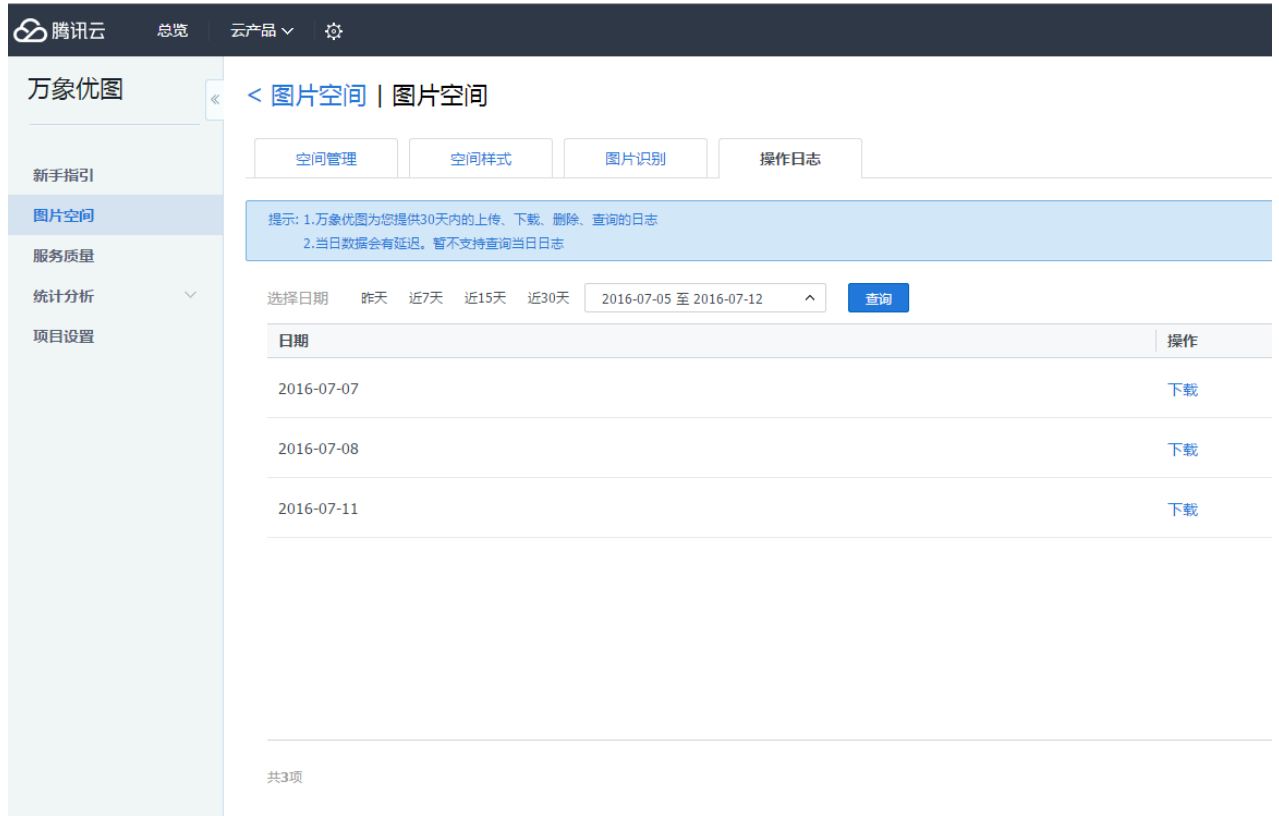 腾讯云 总览 云产品
万象优图
« < 图片空间 | 图片空间
空间管理 空间样式 图片识别 操作日志
新手指引
图片空间
服务质量
统计分析
项目设置
提示: 1.万象优图为您提供30天内的上传、下载、删除、查询的日志
2.当日数据会有延迟。暂不支持查询当日日志
选择日期 昨天 近7天 近15天 近30天 2016-07-05 至 2016-07-12 查询
日期 操作
2016-07-07 下载
2016-07-08 下载
2016-07-11 下载
共3项